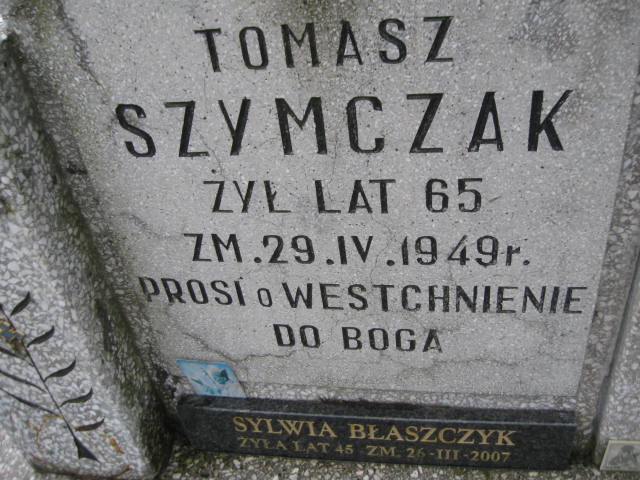 TOMASZ
SZYMCZAK
ŻYŁ LAT 65
ZM.29.IV.1949r.
PROSI o WESTCHNIENIE
DO BOGA
SYLWIA BŁASZCZYK
ŻYŁA LAT 45 ZM. 26-III-2007